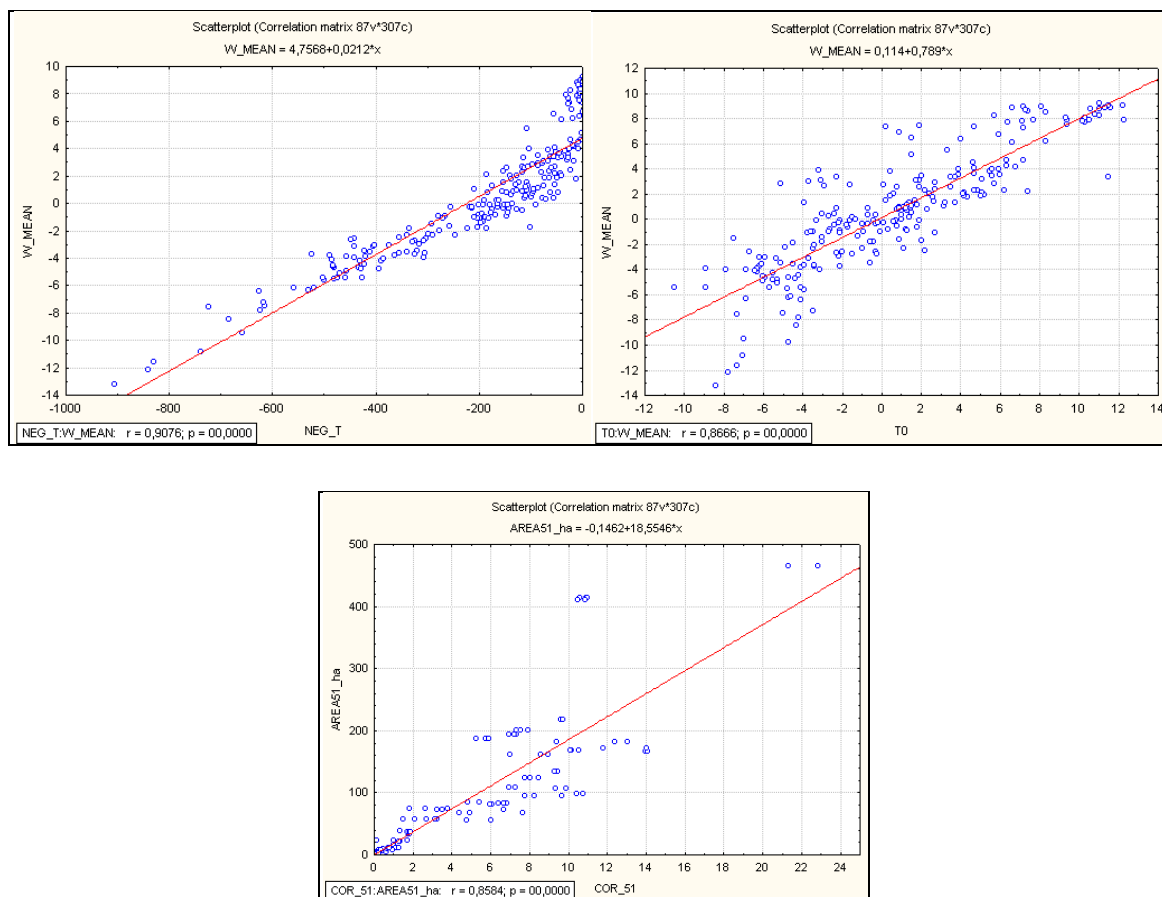 Scatterplot (Correlation matrix 87v*307c)
W_MEAN = 4,7568+0,0212*x
10
8
6
4
2
0
-2
-4
-6
-8
-10
-12
-14
W_MEAN
-1000 -800 -600 -400 -200 0
NEG_T
NEG_T:W_MEAN: r = 0,9076; p = 00,0000
Scatterplot (Correlation matrix 87v*307c)
W_MEAN = 0,114+0,789*x
12
10
8
6
4
2
0
-2
-4
-6
-8
-10
-12
-14
W_MEAN
-12 -10 -8 -6 -4 -2 0 2 4 6 8 10 12 14
T0
T0:W_MEAN: r = 0,8666; p = 00,0000
Scatterplot (Correlation matrix 87v*307c)
AREA51_ha = -0,1462+18,5546*x
500
400
300
200
100
0
AREA51_ha
0 2 4 6 8 10 12 14 16 18 20 22 24
COR_51
COR_51:AREA51_ha: r = 0,8584; p = 00,0000